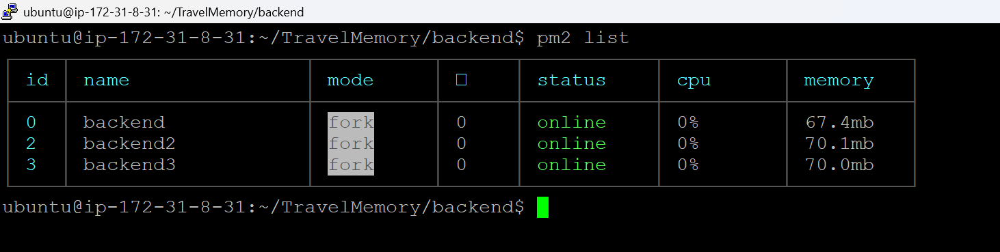 ubuntu@ip-172-31-8-31: ~/TravelMemory/backend
ubuntu@ip-172-31-8-31:~/TravelMemory/backend$ pm2 list
id name mode □ status cpu memory
0 backend fork 0 online 0% 67.4mb
2 backend2 fork 0 online 0% 70.1mb
3 backend3 fork 0 online 0% 70.0mb
ubuntu@ip-172-31-8-31:~/TravelMemory/backend$